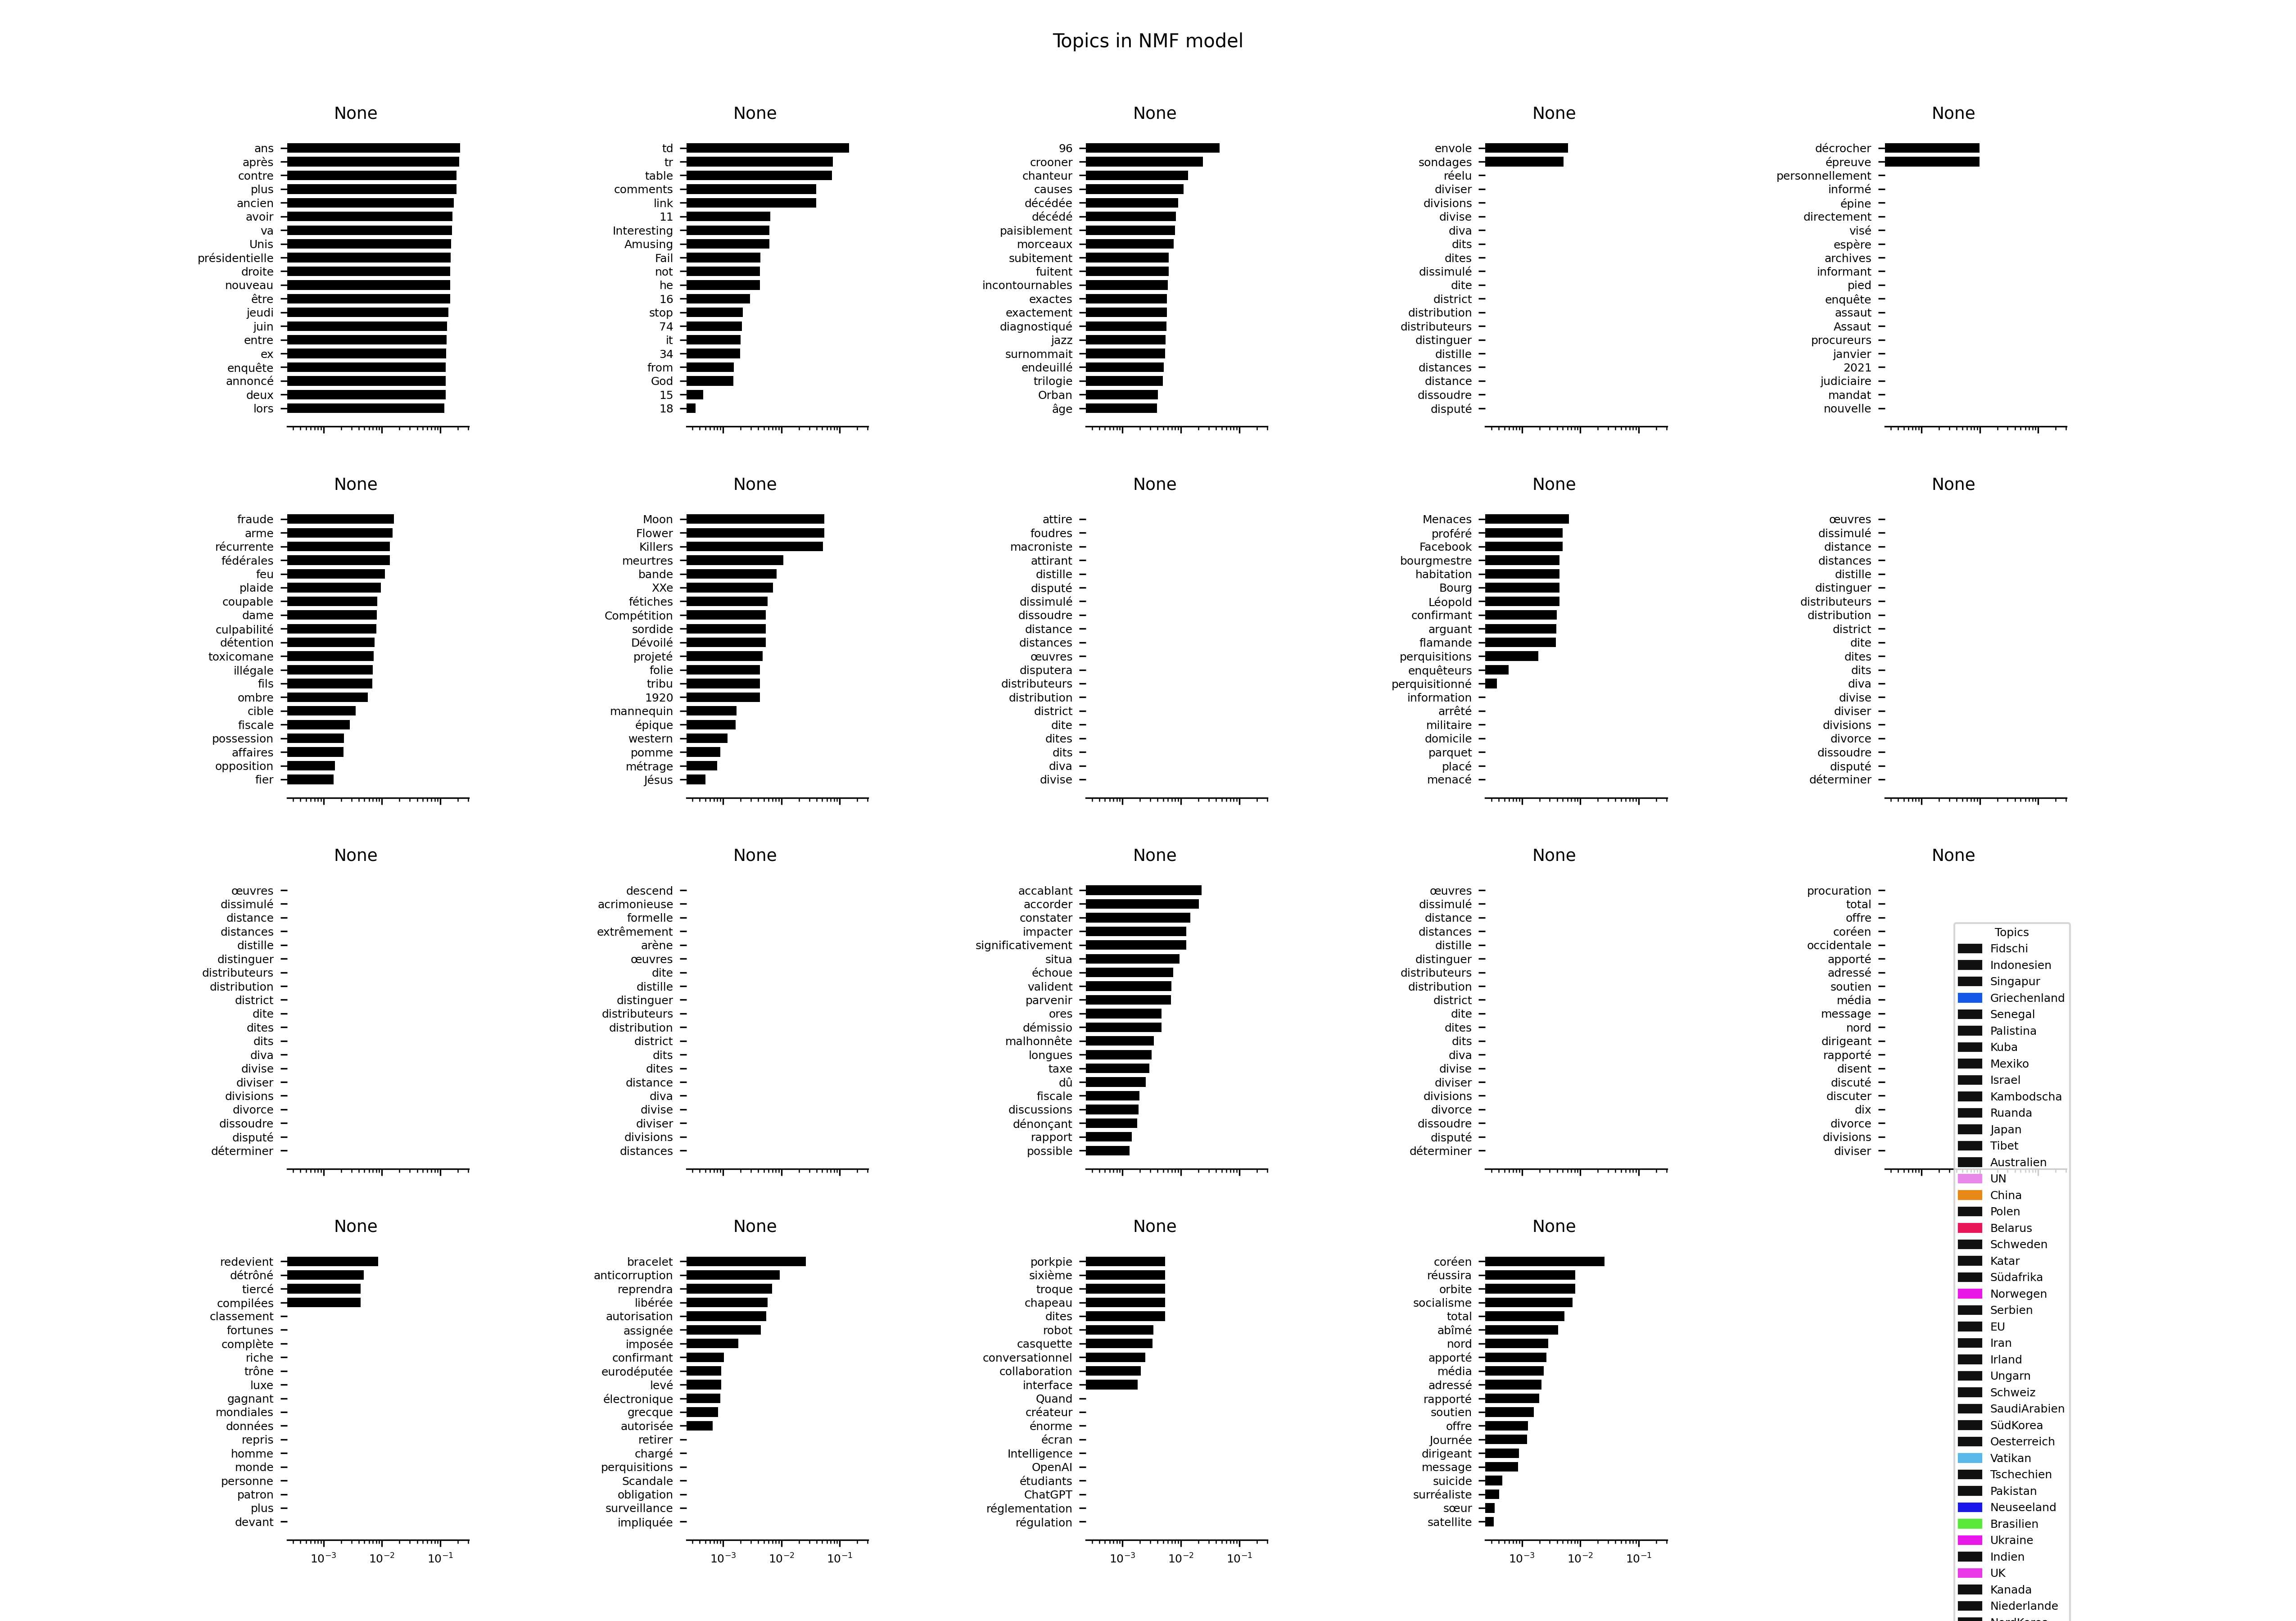 Topics in NMF model
None
ans
après
contre
plus
ancien
avoir
va
Unis
présidentielle
droite
nouveau
être
jeudi
juin
entre
ex
enquête
annoncé
deux
lors
None
td
tr
table
comments
link
11
Interesting
Amusing
Fail
not
he
16
stop
74
it
34
from
God
15
18
None
96
crooner
chanteur
causes
décédée
décédé
paisiblement
morceaux
subitement
fuitent
incontournables
exactes
exactement
diagnostiqué
jazz
surnommait
endeuillé
trilogie
Orban
âge
None
envole
sondages
réelu
diviser
divisions
divise
diva
dits
dites
dissimulé
dite
district
distribution
distributeurs
distinguer
distille
distances
distance
dissoudre
disputé
None
décrocher
épreuve
personnellement
informé
épine
directement
visé
espère
archives
informant
pied
enquête
assaut
Assaut
procureurs
janvier
2021
judiciaire
mandat
nouvelle
None
fraude
arme
récurrente
fédérales
feu
plaide
coupable
dame
culpabilité
détention
toxicomane
illégale
fils
ombre
cible
fiscale
possession
affaires
opposition
fier
None
Moon
Flower
Killers
meurtres
bande
XXe
fétiches
Compétition
sordide
Dévoilé
projeté
folie
tribu
1920
mannequin
épique
western
pomme
métrage
Jésus
None
attire
foudres
macroniste
attirant
distille
disputé
dissimulé
dissoudre
distance
distances
œuvres
disputera
distributeurs
distribution
district
dite
dites
dits
diva
divise
None
Menaces
proféré
Facebook
bourgmestre
habitation
Bourg
Léopold
confirmant
arguant
flamande
perquisitions
enquêteurs
perquisitionné
information
arrêté
militaire
domicile
parquet
placé
menacé
None
œuvres
dissimulé
distance
distances
distille
distinguer
distributeurs
distribution
district
dite
dites
dits
diva
divise
diviser
divisions
divorce
dissoudre
disputé
déterminer
None
œuvres
dissimulé
distance
distances
distille
distinguer
distributeurs
distribution
district
dite
dites
dits
diva
divise
diviser
divisions
divorce
dissoudre
disputé
déterminer
None
descend
acrimonieuse
formelle
extrêmement
arène
œuvres
dite
distille
distinguer
distributeurs
distribution
district
dits
dites
distance
diva
divise
diviser
divisions
distances
None
accablant
accorder
constater
impacter
significativement
situa
échoue
valident
parvenir
ores
démissio
malhonnête
longues
taxe
dû
fiscale
discussions
dénonçant
rapport
possible
None
œuvres
dissimulé
distance
distances
distille
distinguer
distributeurs
distribution
district
dite
dites
dits
diva
divise
diviser
divisions
divorce
dissoudre
disputé
déterminer
None
procuration
total
offre
coréen
occidentale
apporté
adressé
soutien
média
message
nord
dirigeant
rapporté
disent
discuté
discuter
dix
divorce
divisions
diviser
None
redevient
détrôné
tiercé
compilées
classement
fortunes
complète
riche
trône
luxe
gagnant
mondiales
données
repris
homme
monde
personne
patron
plus
devant
10⁻³ 10⁻² 10⁻¹
None
bracelet
anticorruption
reprendra
libérée
autorisation
assignée
imposée
confirmant
eurodéputée
levé
électronique
grecque
autorisée
retirer
chargé
perquisitions
Scandale
obligation
surveillance
impliquée
10⁻³ 10⁻² 10⁻¹
None
porkpie
sixième
troque
chapeau
dites
robot
casquette
conversationnel
collaboration
interface
Quand
créateur
énorme
écran
Intelligence
OpenAI
étudiants
ChatGPT
réglementation
régulation
10⁻³ 10⁻² 10⁻¹
None
coréen
réussira
orbite
socialisme
total
abîmé
nord
apporté
média
adressé
rapporté
soutien
offre
Journée
dirigeant
message
suicide
surréaliste
sœur
satellite
10⁻³ 10⁻² 10⁻¹
Topics
Fidschi
Indonesien
Singapur
Griechenland
Senegal
Palistina
Kuba
Mexiko
Israel
Kambodscha
Ruanda
Japan
Tibet
Australien
UN
China
Polen
Belarus
Schweden
Katar
Südafrika
Norwegen
Serbien
EU
Iran
Irland
Ungarn
Schweiz
SaudiArabien
SüdKorea
Oesterreich
Vatikan
Tschechien
Pakistan
Neuseeland
Brasilien
Ukraine
Indien
UK
Kanada
Niederlande